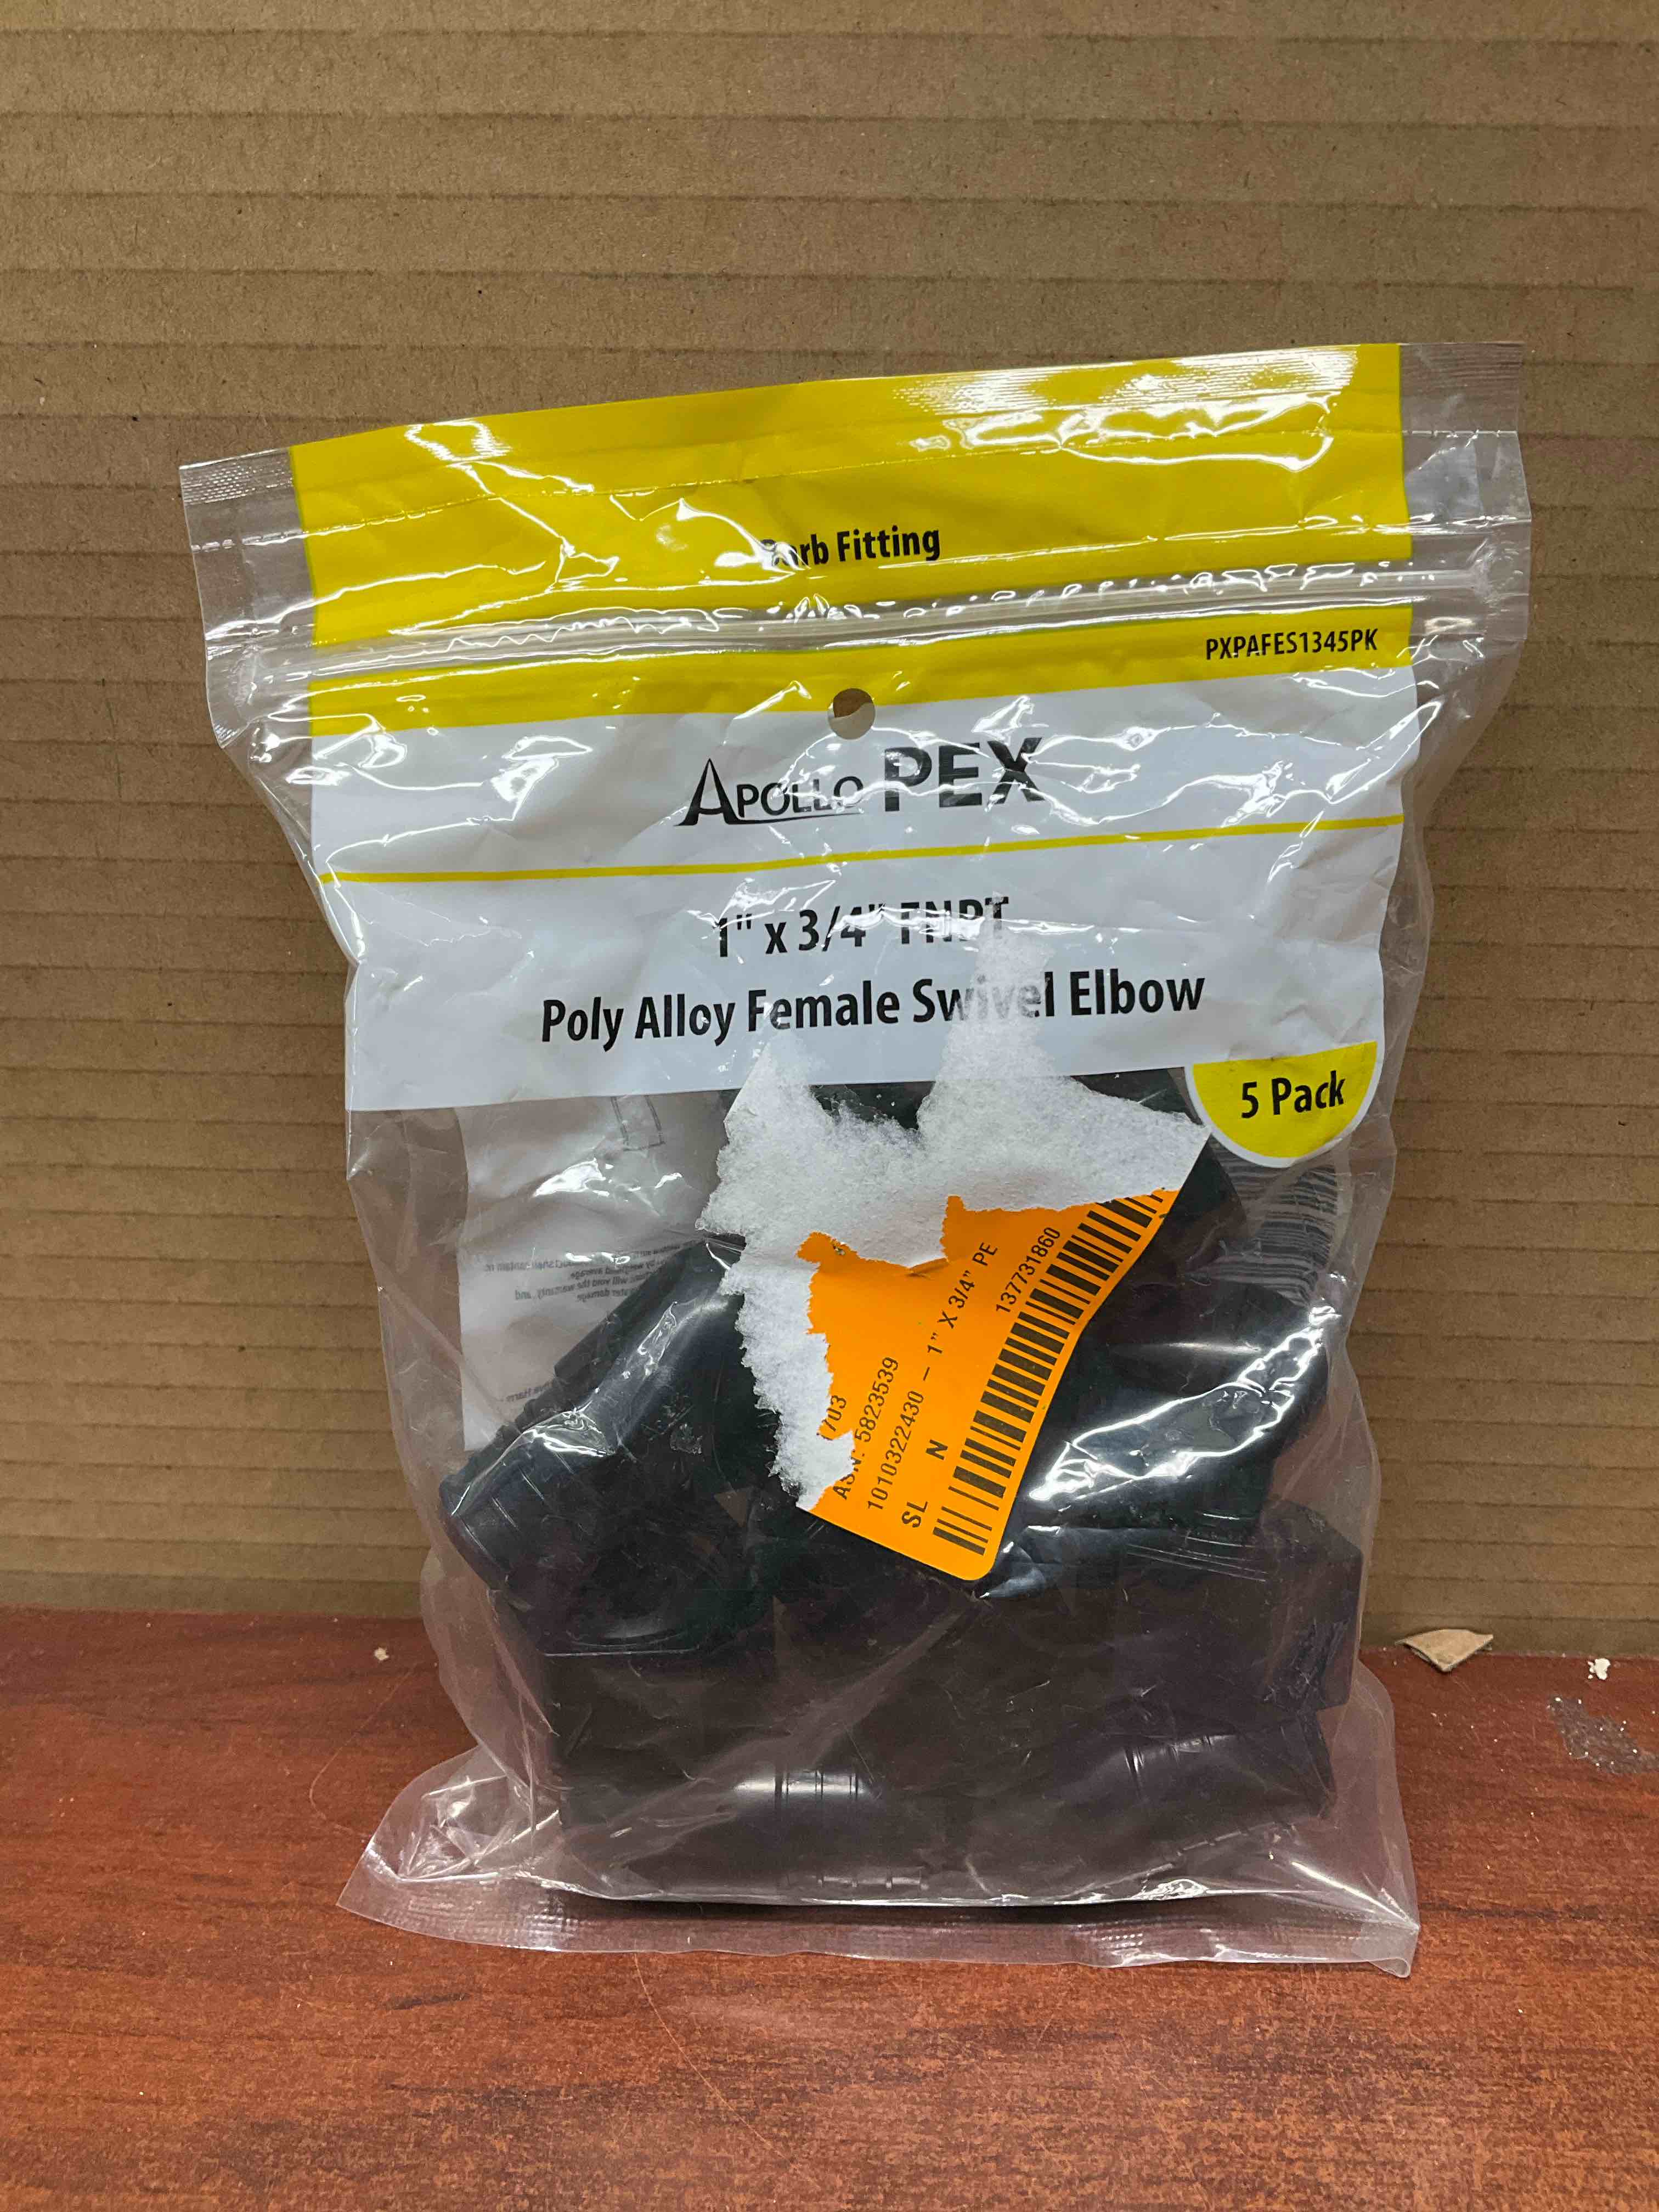 Barb Fitting
PXPAFES1345PK
APOLLO PEX
1" x 3/4" FNPT
Poly Alloy Female Swivel Elbow
5 Pack
703
ASN: 5823539
1010322430 - 1" X 3/4" PE
SL N
137731860